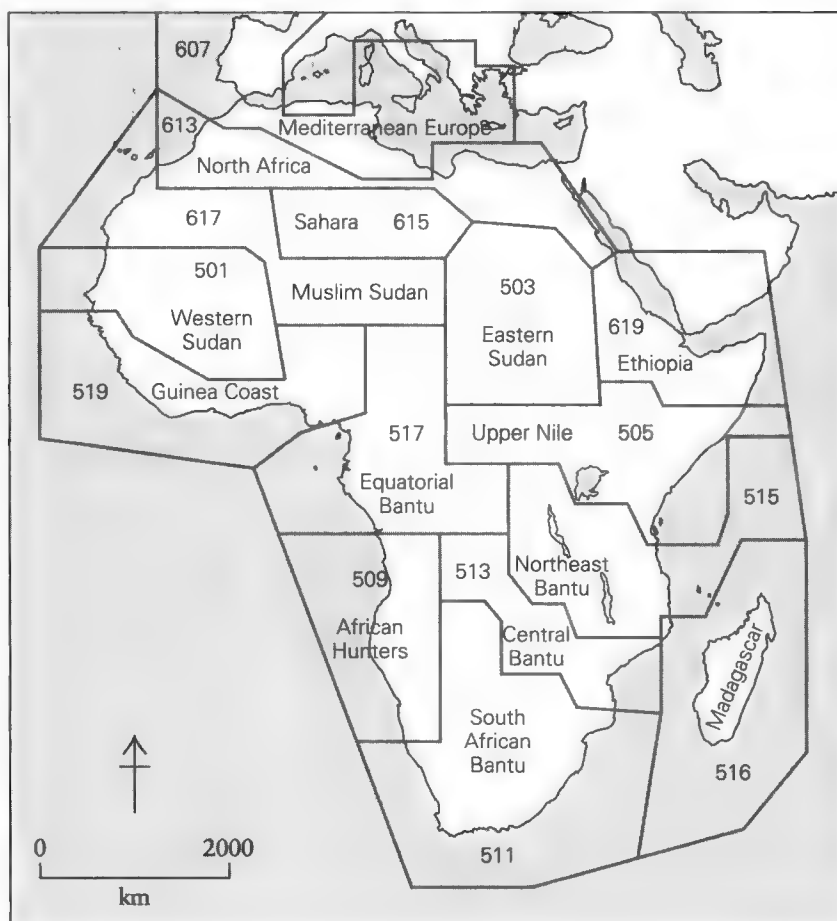 607
613
Mediterranean Europe
North Africa
617
Sahara
615
501
Muslim Sudan
503
Western
Sudan
Eastern
Sudan
619
Ethiopia
519
Guinea Coast
517
Upper Nile
505
Equatorial
Bantu
515
509
513
Northeast
Bantu
African
Hunters
Central
Bantu
Madagascar
South
African
Bantu
516
0
2000
km
511